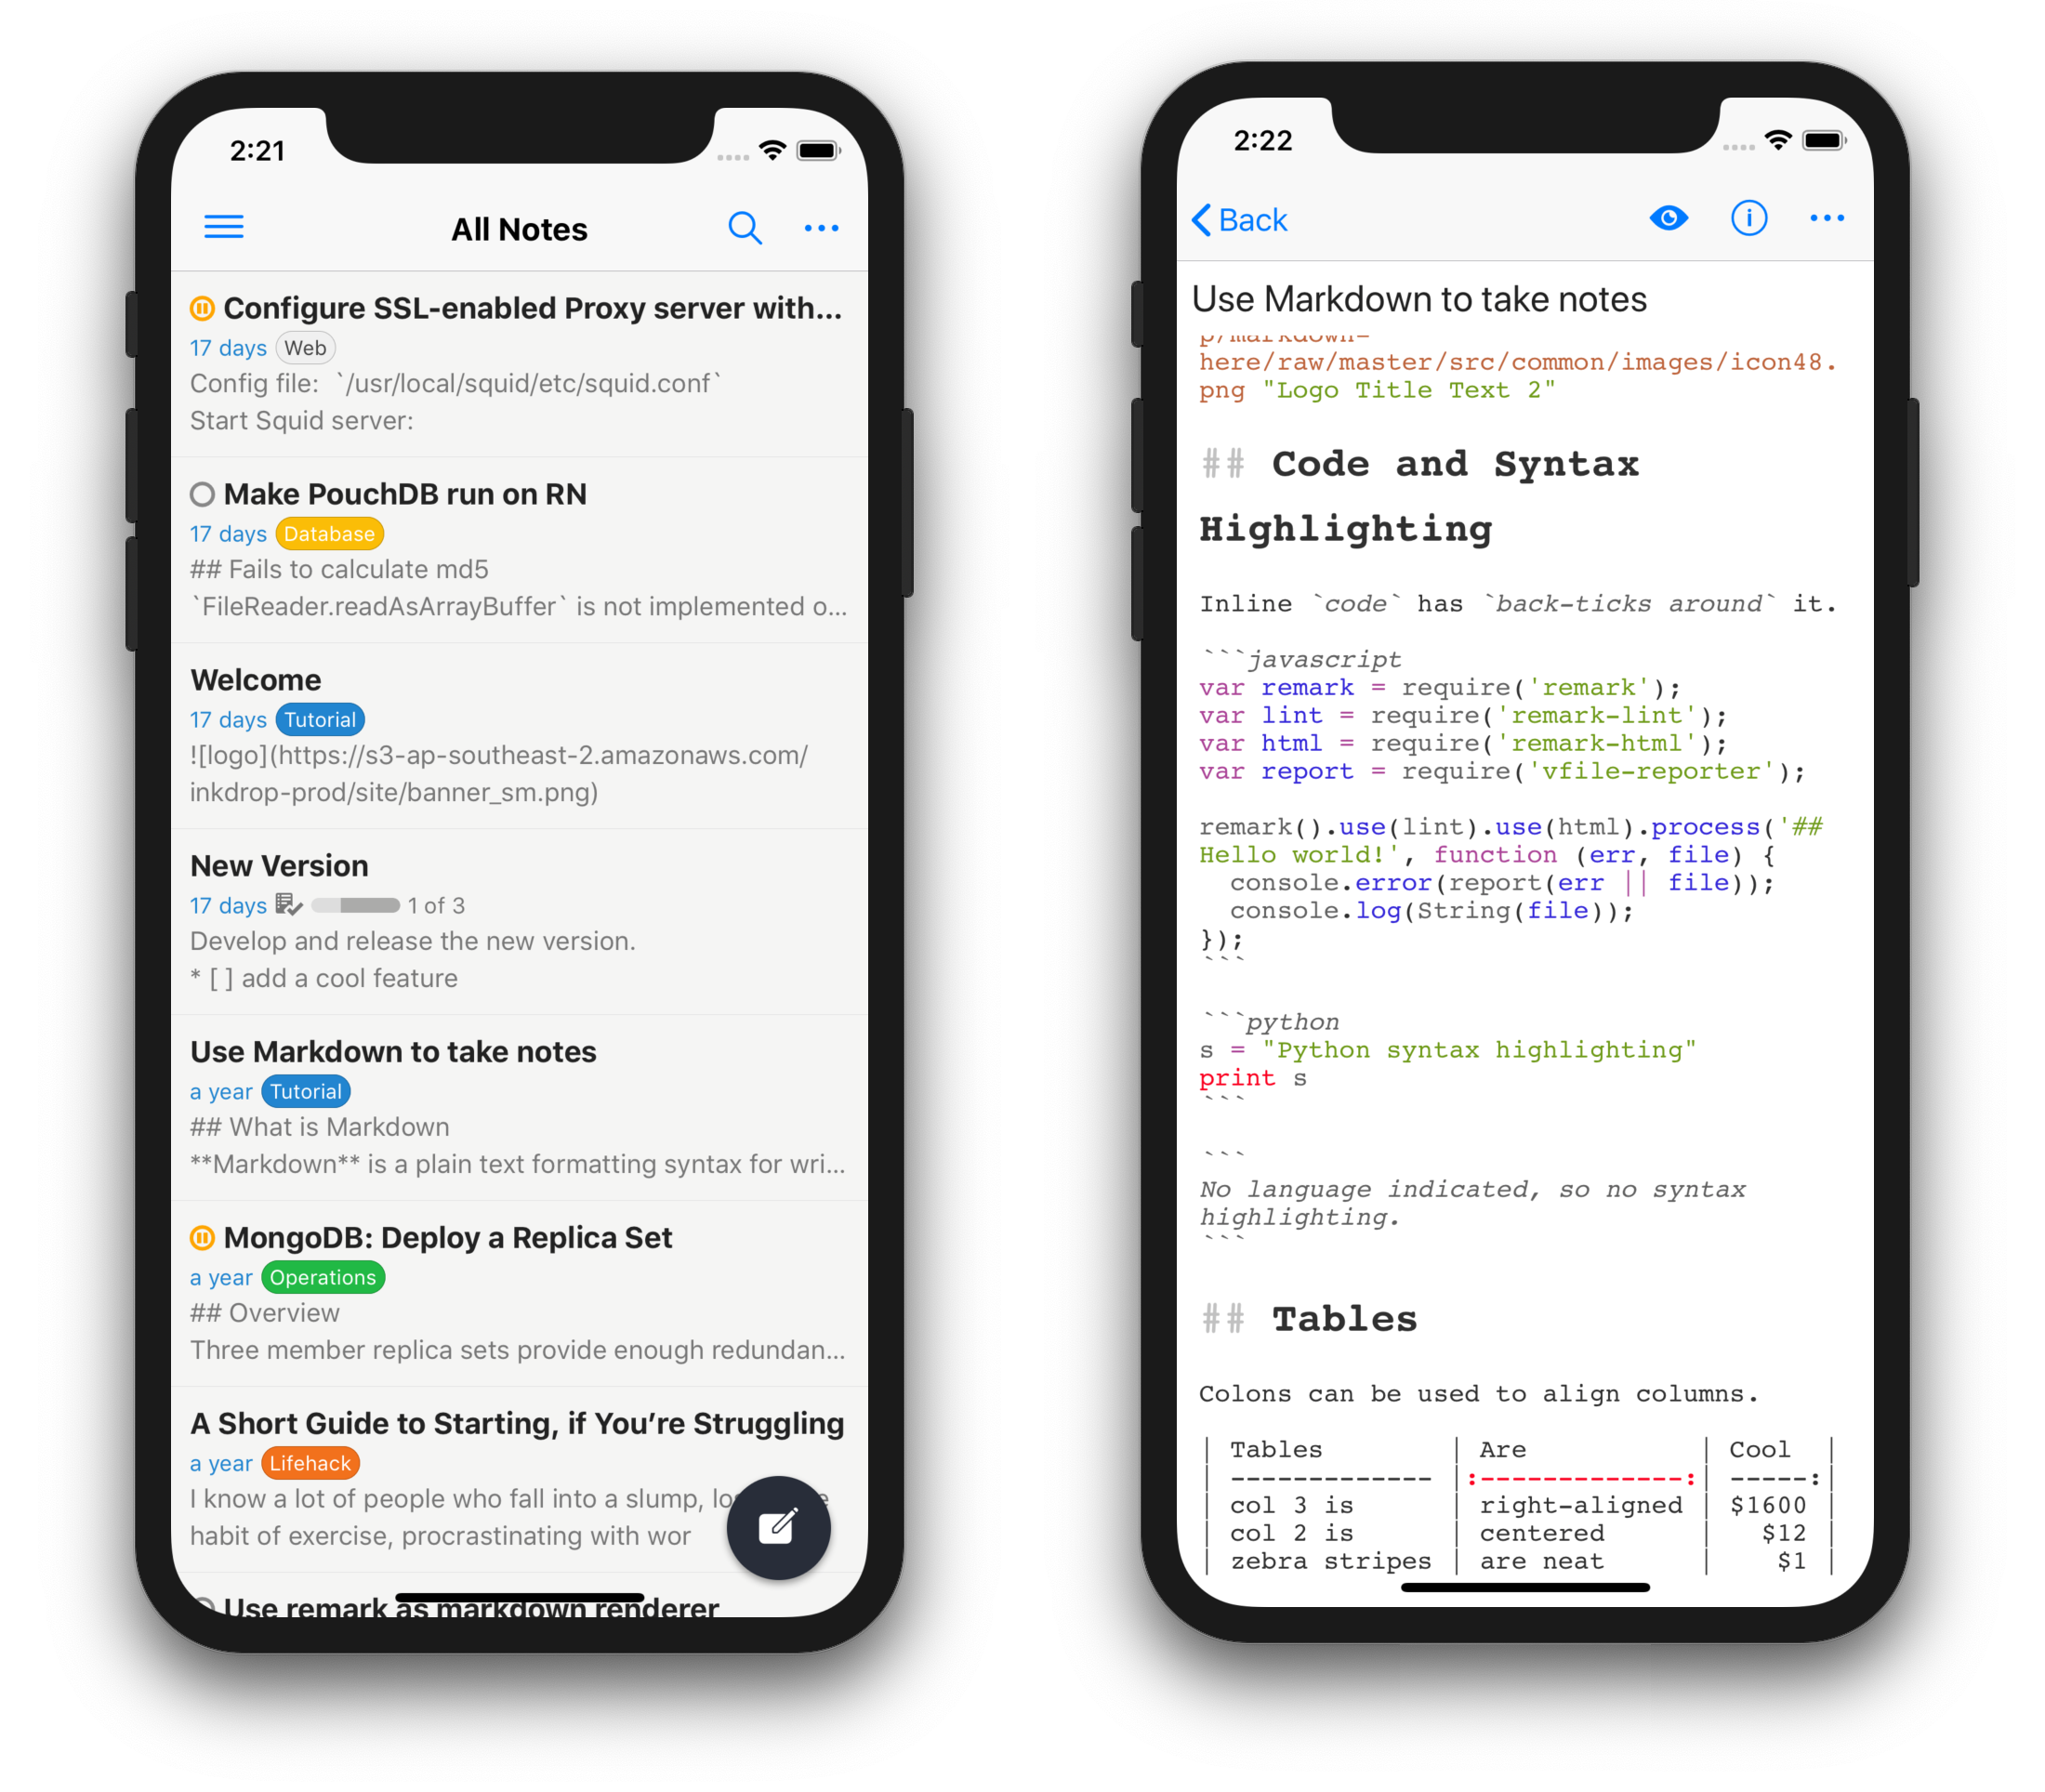 2:21
All Notes
Configure SSL-enabled Proxy server with...
17 days Web
Config file: `/usr/local/squid/etc/squid.conf`
Start Squid server:
Make PouchDB run on RN
17 days Database
## Fails to calculate md5
`FileReader.readAsArrayBuffer` is not implemented o...
Welcome
17 days Tutorial
![logo](https://s3-ap-southeast-2.amazonaws.com/
inkdrop-prod/site/banner_sm.png)
New Version
17 days 1 of 3
Develop and release the new version.
* [ ] add a cool feature
Use Markdown to take notes
a year Tutorial
## What is Markdown
**Markdown** is a plain text formatting syntax for wri...
MongoDB: Deploy a Replica Set
a year Operations
## Overview
Three member replica sets provide enough redundan...
A Short Guide to Starting, if You’re Struggling
a year Lifehack
I know a lot of people who fall into a slump,
habit of exercise, procrastinating with wor
Use remark as markdown renderer
2:22
Back
Use Markdown to take notes
p/markdown-
here/raw/master/src/common/images/icon48.
png "Logo Title Text 2"
## Code and Syntax
Highlighting
Inline `code` has `back-ticks around` it.
```javascript
var remark = require('remark');
var lint = require('remark-lint');
var html = require('remark-html');
var report = require('vfile-reporter');
remark().use(lint).use(html).process('##
Hello world!', function (err, file) {
  console.error(report(err || file));
  console.log(String(file));
});
```
```python
s = "Python syntax highlighting"
print s
```
```
No language indicated, so no syntax
highlighting.
```
## Tables
Colons can be used to align columns.
| Tables        | Are           | Cool  |
| ------------- |:-------------:| -----:|
| col 3 is      | right-aligned | $1600 |
| col 2 is      | centered      |   $12 |
| zebra stripes | are neat      |    $1 |